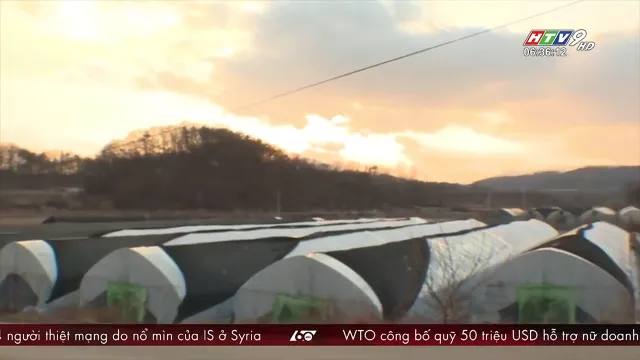 HTV9 HD
06:36:12
người thiệt mạng do nổ mìn của IS ở Syria 60 WTO công bố quỹ 50 triệu USD hỗ trợ nữ doanh